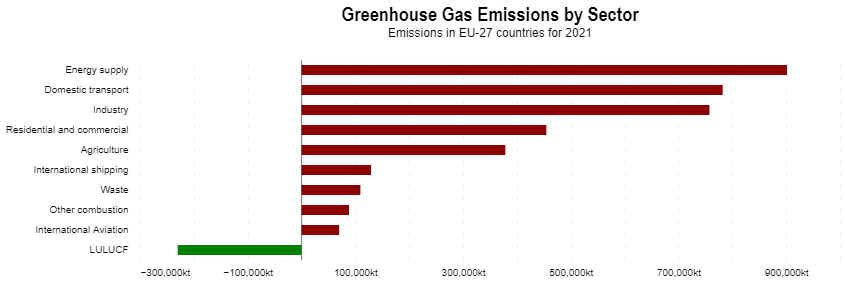 Greenhouse Gas Emissions by Sector
Emissions in EU-27 countries for 2021
Energy supply
Domestic transport
Industry
Residential and commercial
Agriculture
International shipping
Waste
Other combustion
International Aviation
LULUCF
−300,000kt −100,000kt 100,000kt 300,000kt 500,000kt 700,000kt 900,000kt